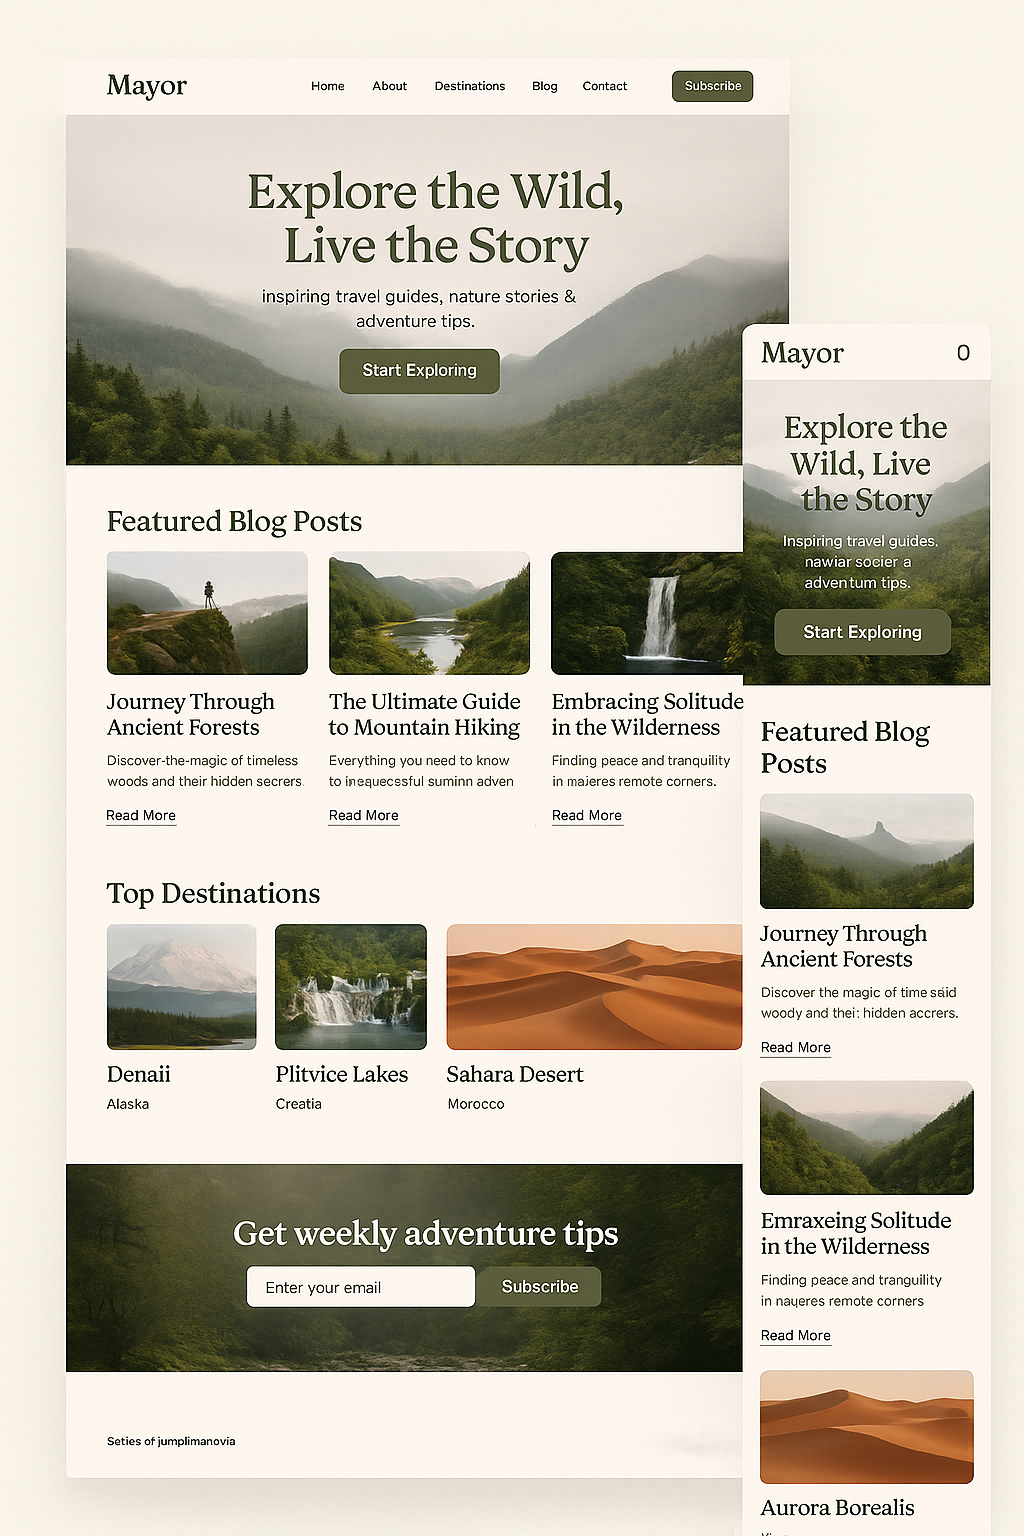 Mayor
Home About Destinations Blog Contact Subscribe
Explore the Wild,
Live the Story
inspiring travel guides, nature stories &
adventure tips.
Start Exploring
Featured Blog Posts
Journey Through
Ancient Forests
Discover-the-magic of timeless
woods and their hidden secrers.
Read More
The Ultimate Guide
to Mountain Hiking
Everything you need to know
to inequecssful suminn adven
Read More
Embracing Solitude
in the Wilderness
Finding peace and tranquility
in majeres remote corners.
Read More
Top Destinations
Denaii
Alaska
Plitvice Lakes
Creatia
Sahara Desert
Morocco
Get weekly adventure tips
Enter your email Subscribe
Seties of jumplimanovia
Mayor
Explore the
Wild, Live
the Story
Inspiring travel guides.
nawiar socier a
adventum tips.
Start Exploring
Featured Blog
Posts
Journey Through
Ancient Forests
Discover the magic of time said
woody and thei: hidden accrers.
Read More
Emraxeing Solitude
in the Wilderness
Finding peace and tranguility
in nayeres remote corners
Read More
Aurora Borealis